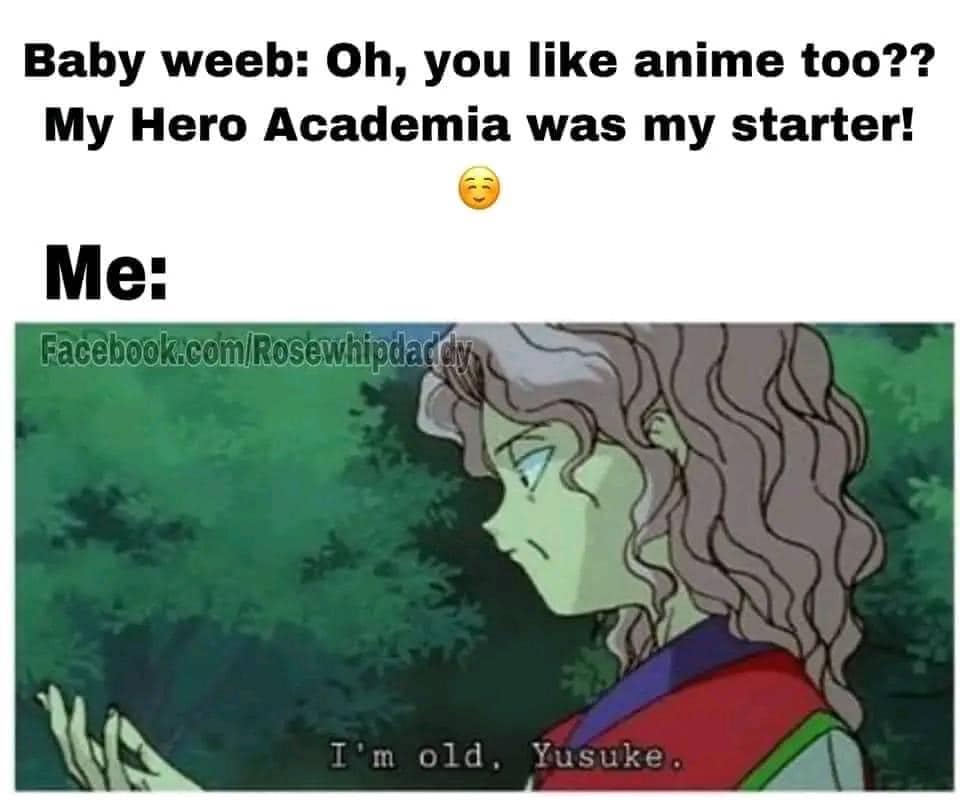 Baby weeb: Oh, you like anime too??
My Hero Academia was my starter!
☺️
Me:
Facebook.com/Rosewhipdaddy
I'm old, Yusuke.